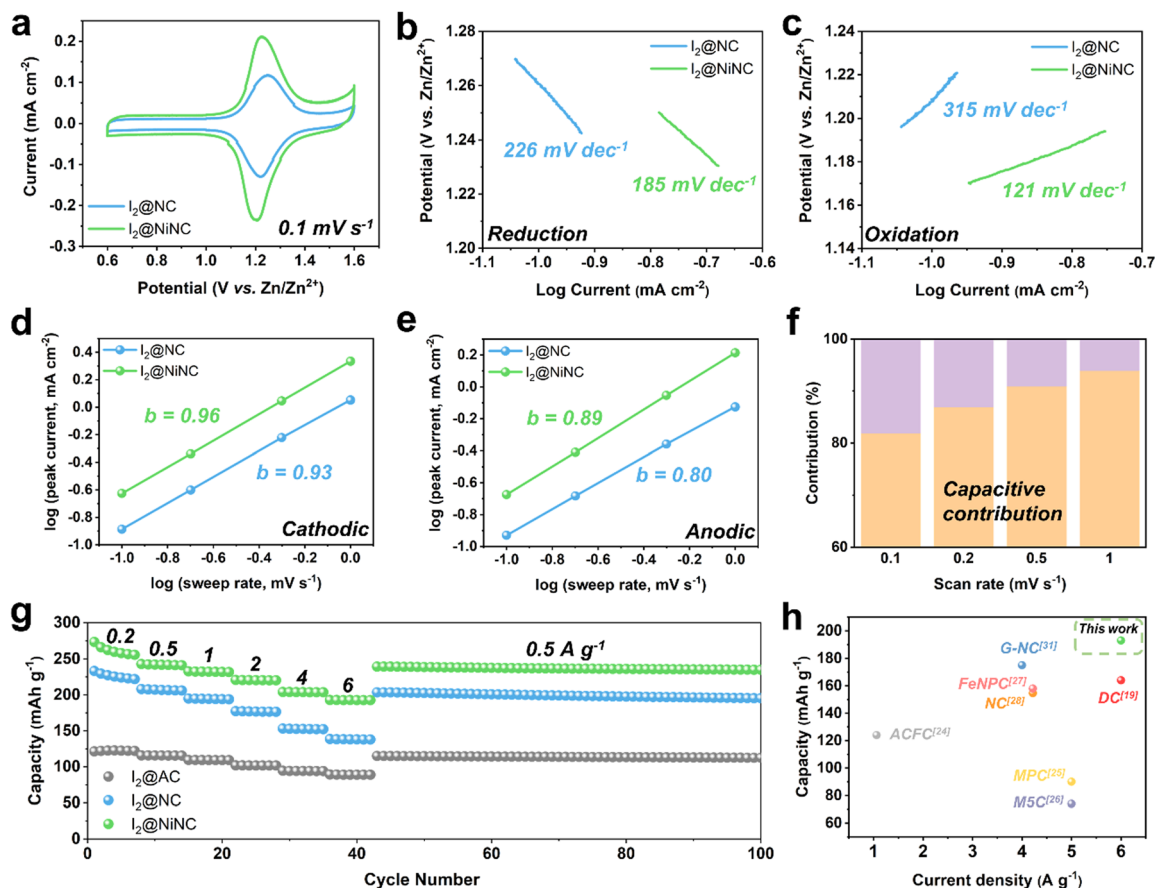 a
Current (mA cm⁻²)
0.2
0.1
0.0
-0.1
-0.2
-0.3
I₂@NC
I₂@NiNC
0.1 mV s⁻¹
0.6 0.8 1.0 1.2 1.4 1.6
Potential (V vs. Zn/Zn²⁺)
b
Potential (V vs. Zn/Zn²⁺)
1.28
1.26
1.24
1.22
1.20
I₂@NC
I₂@NiNC
226 mV dec⁻¹
185 mV dec⁻¹
Reduction
-1.1 -1.0 -0.9 -0.8 -0.7 -0.6
Log Current (mA cm⁻²)
c
Potential (V vs. Zn/Zn²⁺)
1.24
1.22
1.20
1.18
1.16
1.14
I₂@NC
I₂@NiNC
315 mV dec⁻¹
121 mV dec⁻¹
Oxidation
-1.1 -1.0 -0.9 -0.8 -0.7
Log Current (mA cm⁻²)
d
log (peak current, mA cm⁻²)
0.4
0.2
0.0
-0.2
-0.4
-0.6
-0.8
-1.0
I₂@NC
I₂@NiNC
b = 0.96
b = 0.93
Cathodic
-1.0 -0.8 -0.6 -0.4 -0.2 0.0
log (sweep rate, mV s⁻¹)
e
log (peak current, mA cm⁻²)
0.2
0.0
-0.2
-0.4
-0.6
-0.8
-1.0
I₂@NC
I₂@NiNC
b = 0.89
b = 0.80
Anodic
-1.0 -0.8 -0.6 -0.4 -0.2 0.0
log (sweep rate, mV s⁻¹)
f
Contribution (%)
100
80
60
Capacitive
contribution
0.1 0.2 0.5 1
Scan rate (mV s⁻¹)
g
Capacity (mAh g⁻¹)
300
250
200
150
100
50
0
0.2
0.5
1
2
4
6
0.5 A g⁻¹
I₂@AC
I₂@NC
I₂@NiNC
0 20 40 60 80 100
Cycle Number
h
Capacity (mAh g⁻¹)
200
180
160
140
120
100
80
60
This work
G-NC[31]
FeNPC[27]
NC[28]
DC[19]
ACFC[24]
MPC[25]
M5C[26]
1 2 3 4 5 6
Current density (A g⁻¹)